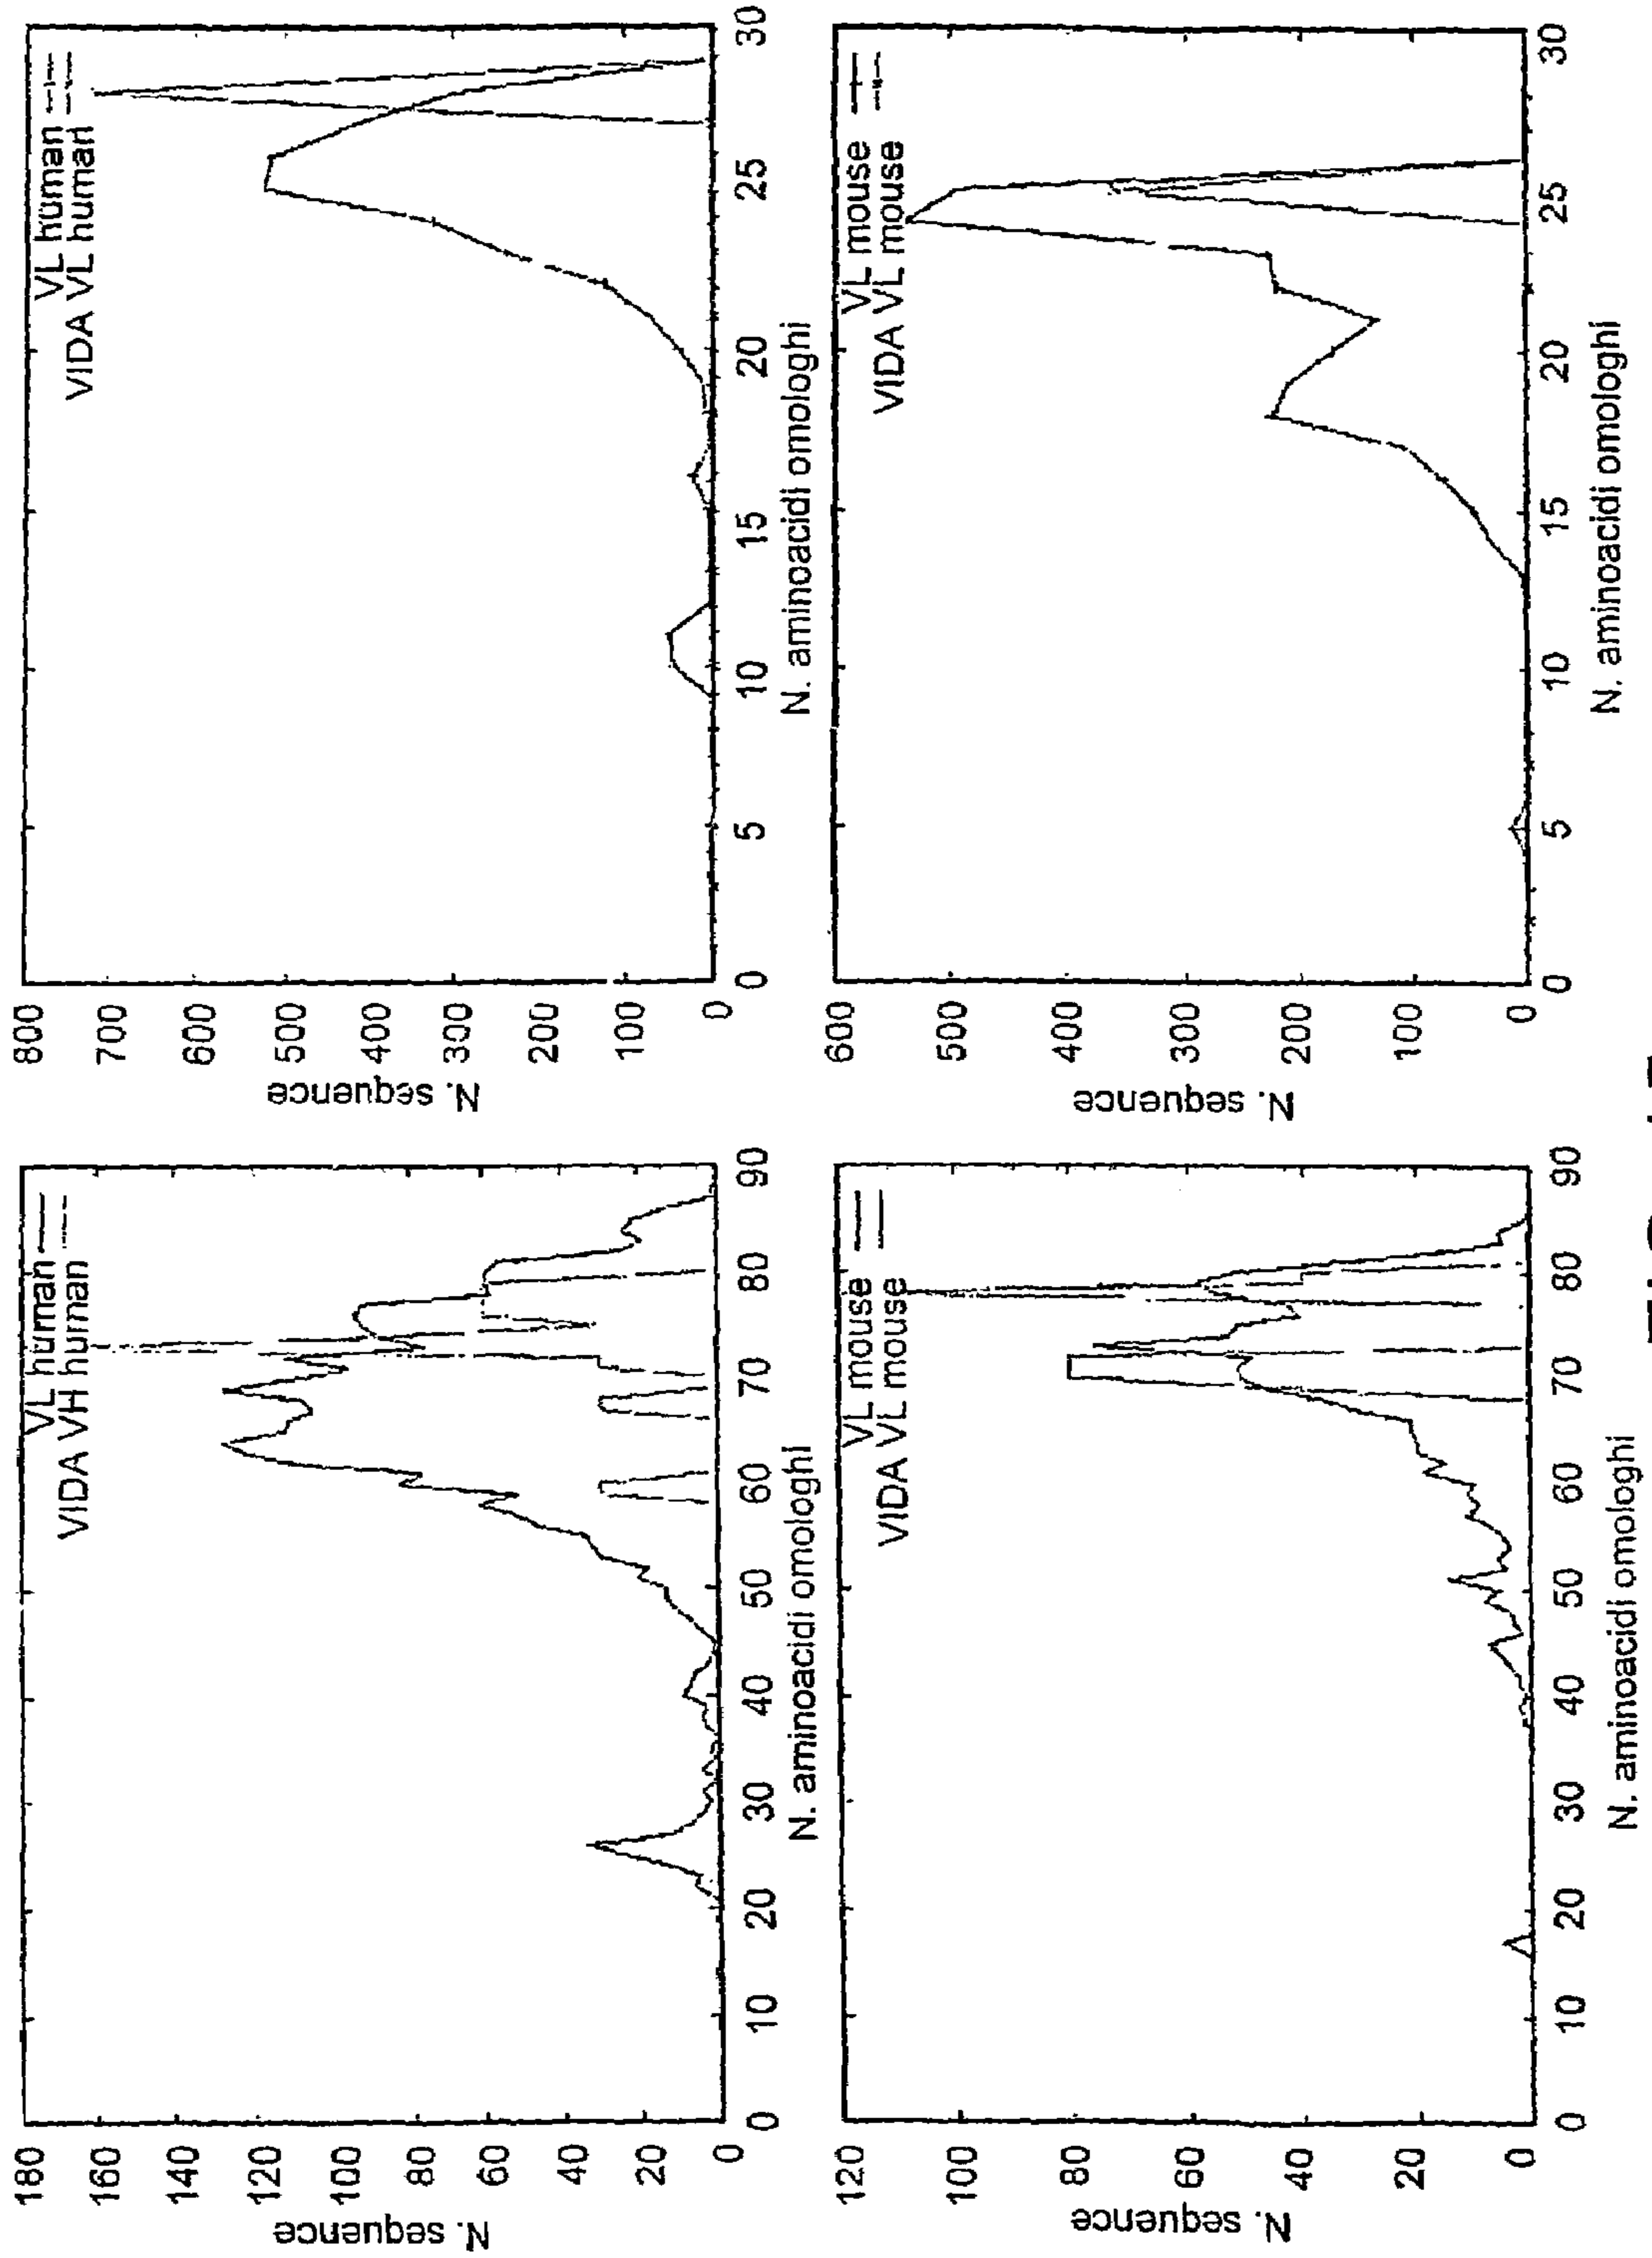 VL human
VIDA VH human
180
160
140
120
100
80
60
40
20
0
N. sequence
0 10 20 30 40 50 60 70 80 90
N. aminoacidi omologhi
VL human
VIDA VL human
800
700
600
500
400
300
200
100
0
N. sequence
0 5 10 15 20 25 30
N. aminoacidi omologhi
VL mouse
VIDA VL mouse
120
100
80
60
40
20
0
N. sequence
0 10 20 30 40 50 60 70 80 90
N. aminoacidi omologhi
VL mouse
VIDA VL mouse
600
500
400
300
200
100
0
N. sequence
0 5 10 15 20 25 30
N. aminoacidi omologhi